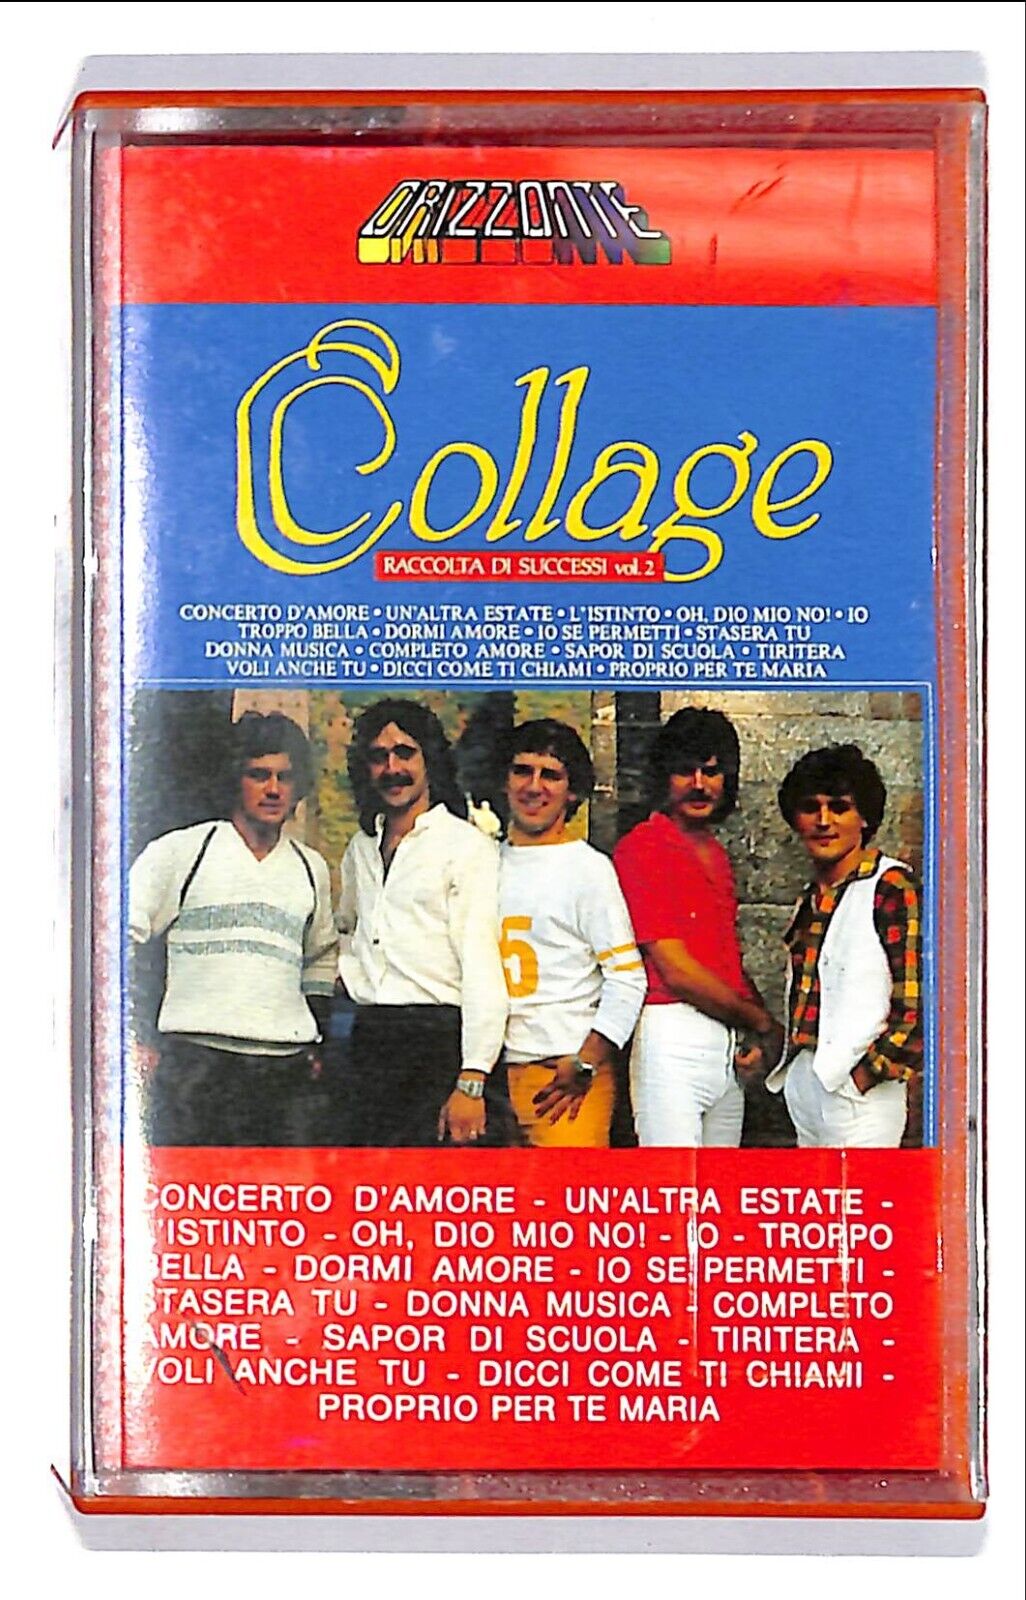 ORIZZONTE
Collage
RACCOLTA DI SUCCESSI vol. 2
CONCERTO D'AMORE • UN'ALTRA ESTATE • L'ISTINTO • OH, DIO MIO NO! • IO
TROPPO BELLA • DORMI AMORE • IO SE PERMETTI • STASERA TU
DONNA MUSICA • COMPLETO AMORE • SAPOR DI SCUOLA • TIRITERA
VOLI ANCHE TU • DICCI COME TI CHIAMI • PROPRIO PER TE MARIA
5
CONCERTO D'AMORE - UN'ALTRA ESTATE -
L'ISTINTO - OH, DIO MIO NO! - IO - TROPPO
BELLA - DORMI AMORE - IO SE PERMETTI -
STASERA TU - DONNA MUSICA - COMPLETO
AMORE - SAPOR DI SCUOLA - TIRITERA -
VOLI ANCHE TU - DICCI COME TI CHIAMI -
PROPRIO PER TE MARIA